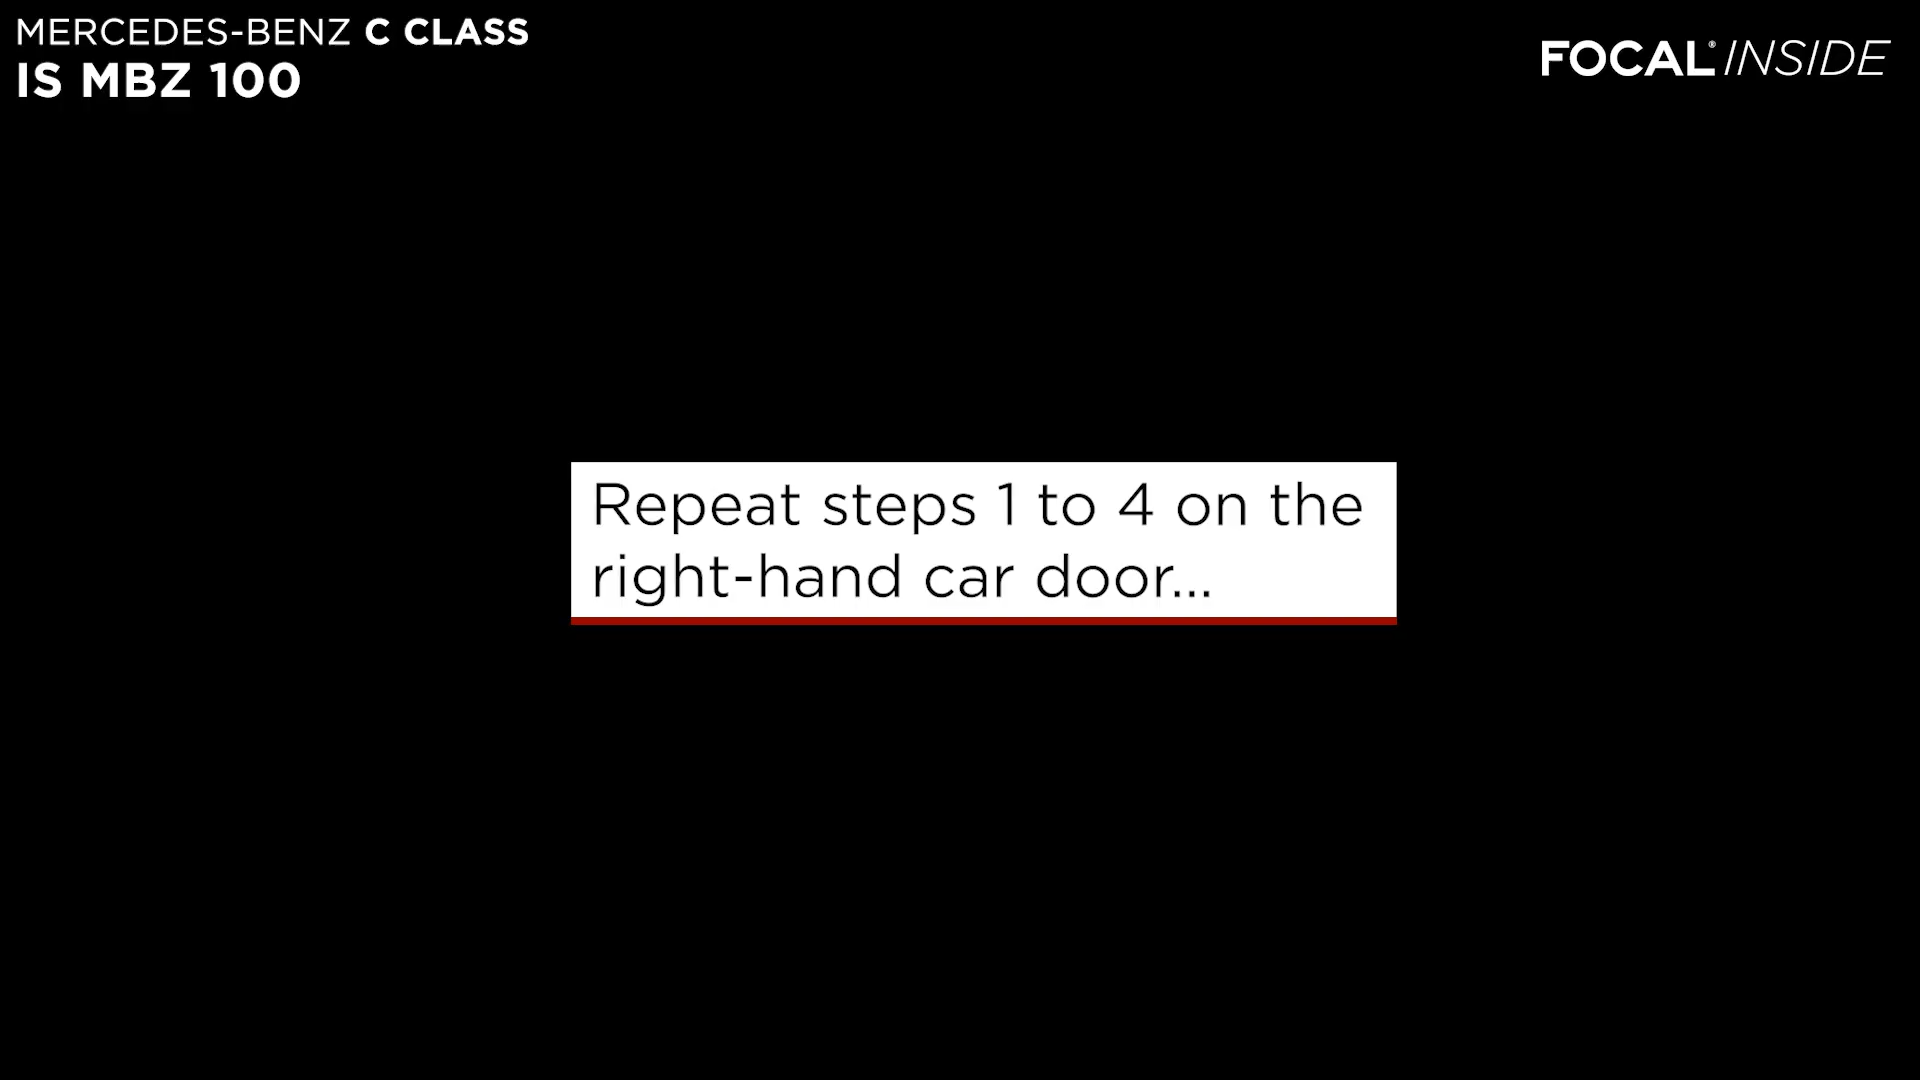 MERCEDES-BENZ C CLASS
IS MBZ 100
FOCAL® INSIDE
Repeat steps 1 to 4 on the
right-hand car door...